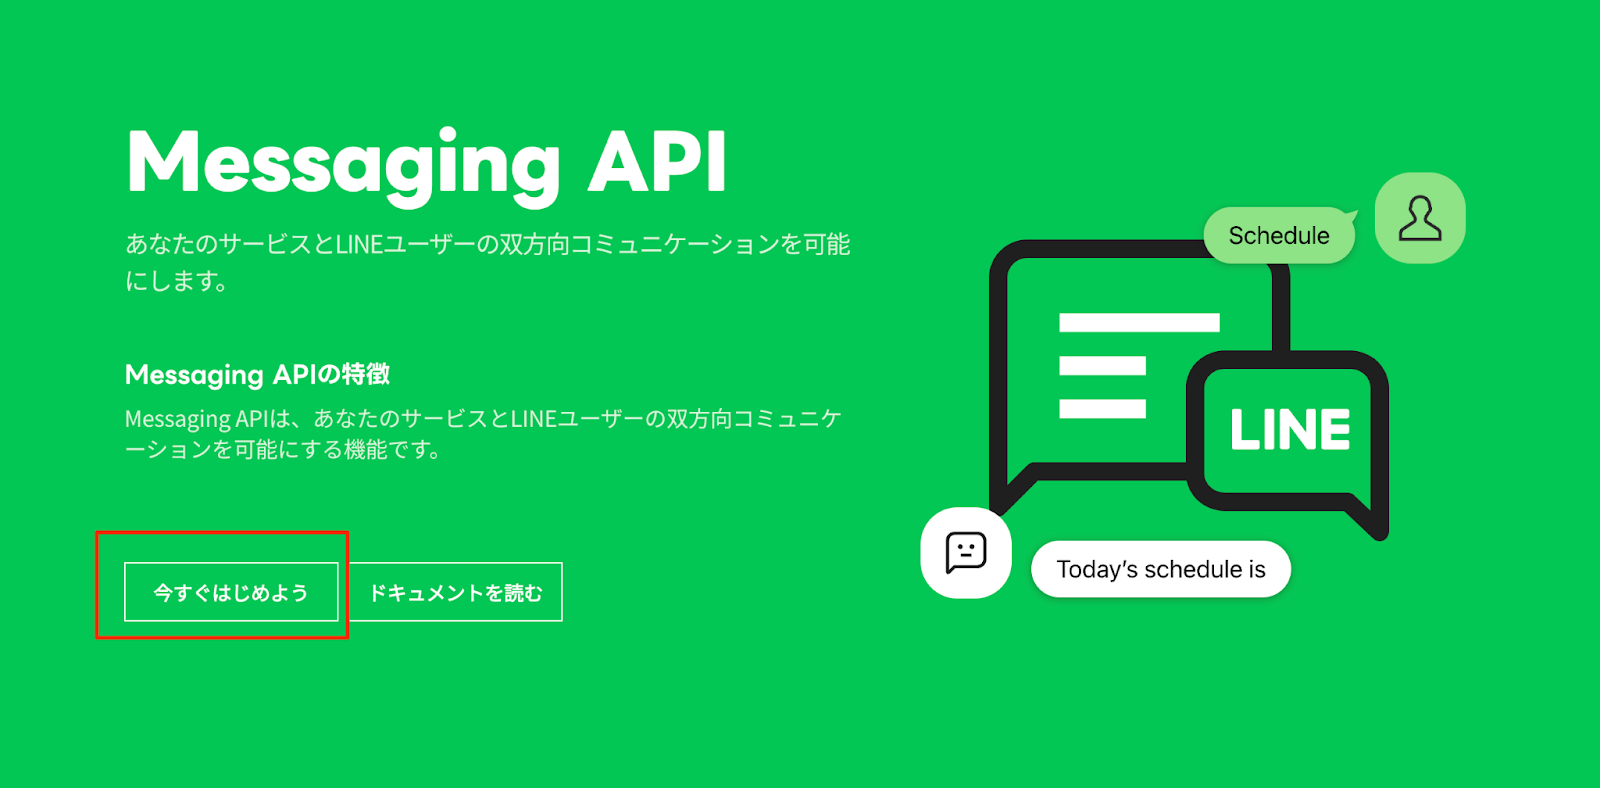 Messaging API
あなたのサービスとLINEユーザーの双方向コミュニケーションを可能
にします。
Messaging APIの特徴
Messaging APIは、あなたのサービスとLINEユーザーの双方向コミュニケ
ーションを可能にする機能です。
今すぐはじめよう
ドキュメントを読む
Schedule
LINE
Today’s schedule is